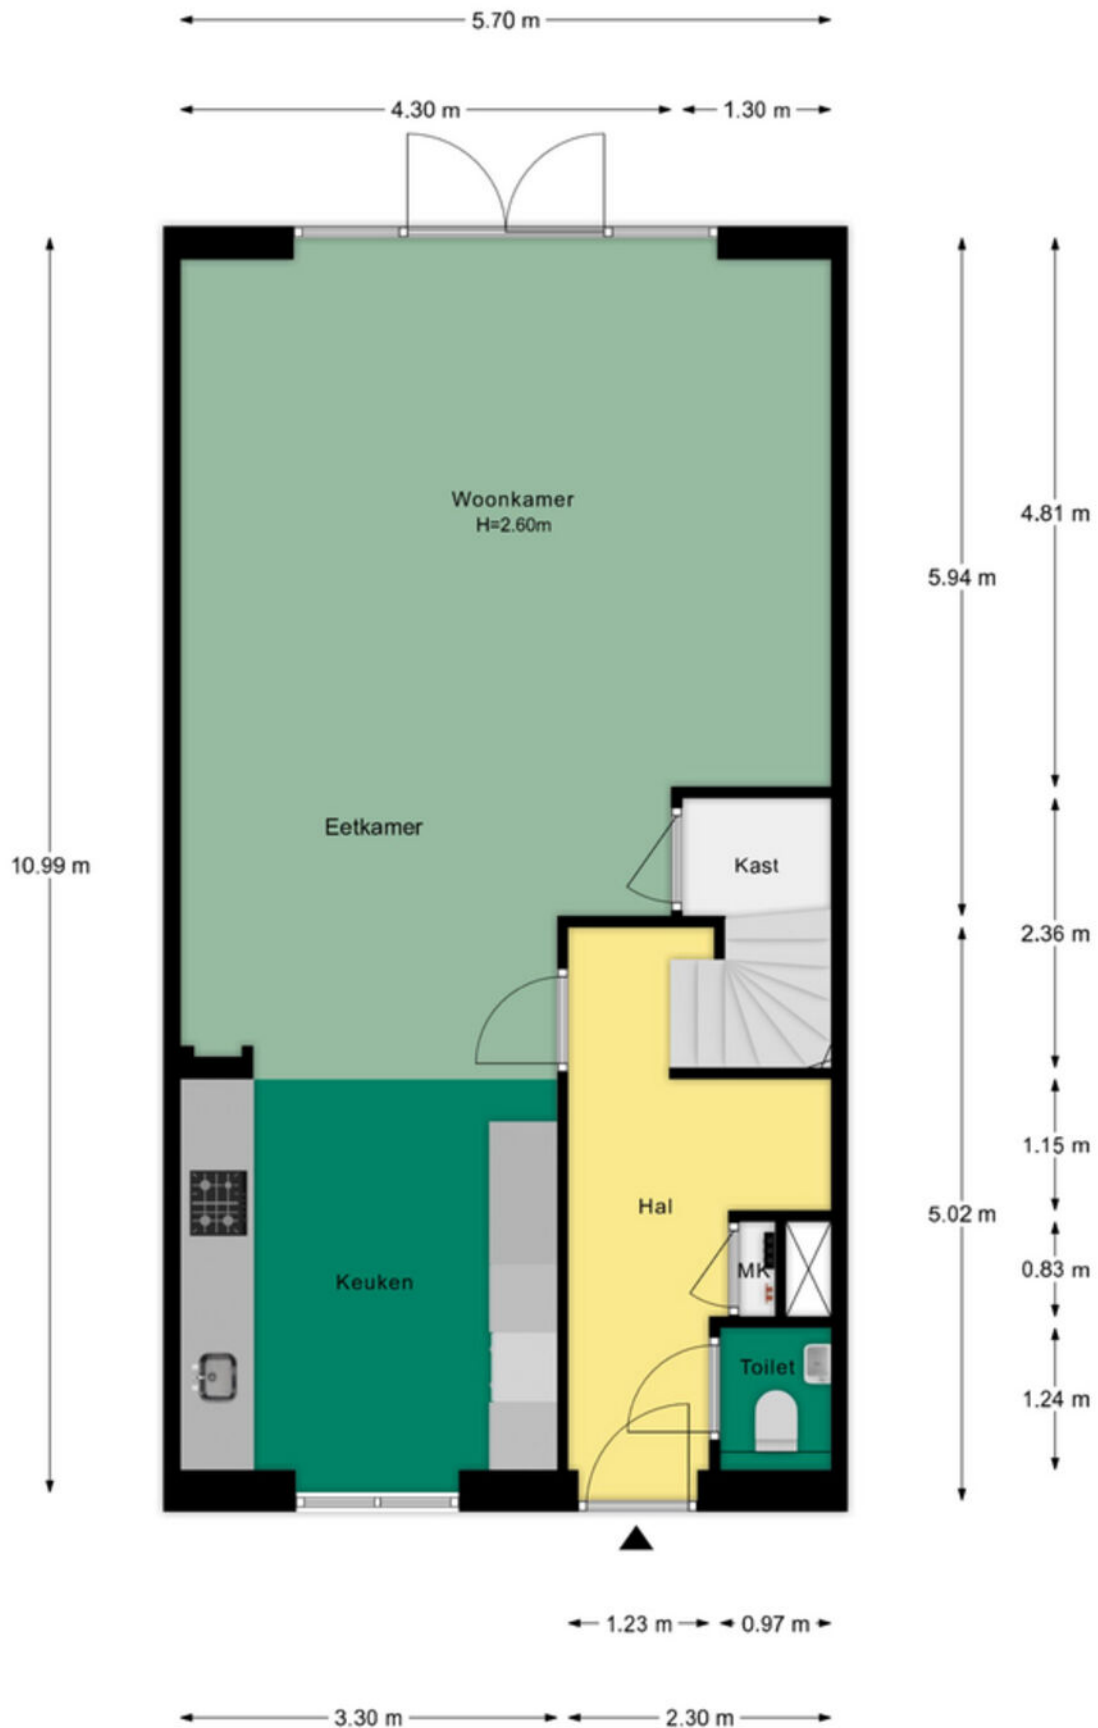 5.70 m
4.30 m
1.30 m
Woonkamer
H=2.60m
4.81 m
5.94 m
Eetkamer
10.99 m
Kast
2.36 m
1.15 m
Hal
5.02 m
MK
0.83 m
Keuken
Toilet
1.24 m
1.23 m
0.97 m
3.30 m
2.30 m